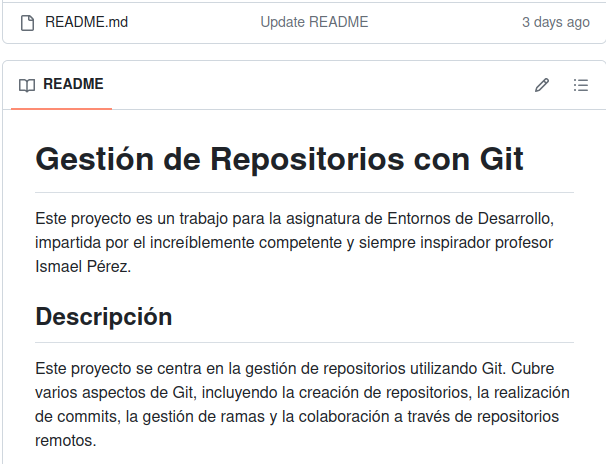 README.md Update README 3 days ago
README
Gestión de Repositorios con Git
Este proyecto es un trabajo para la asignatura de Entornos de Desarrollo,
impartida por el increíblemente competente y siempre inspirador profesor
Ismael Pérez.
Descripción
Este proyecto se centra en la gestión de repositorios utilizando Git. Cubre
varios aspectos de Git, incluyendo la creación de repositorios, la realización
de commits, la gestión de ramas y la colaboración a través de repositorios
remotos.